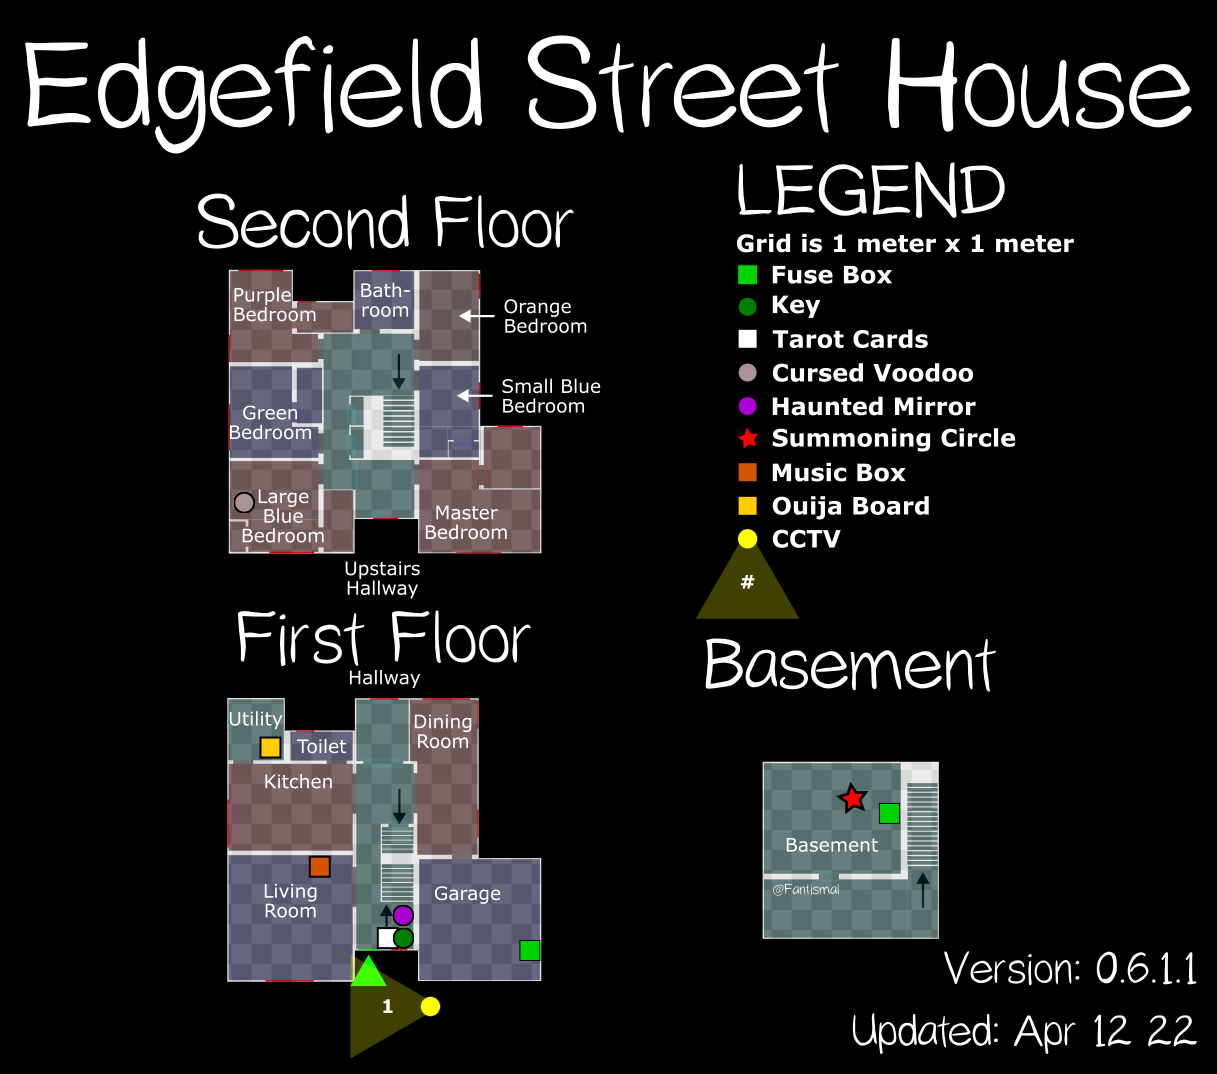 Edgefield Street House
Second Floor
Purple
Bedroom
Bath-
room
Orange
Bedroom
Green
Bedroom
Small Blue
Bedroom
Large
Blue
Bedroom
Master
Bedroom
Upstairs
Hallway
LEGEND
Grid is 1 meter x 1 meter
Fuse Box
Key
Tarot Cards
Cursed Voodoo
Haunted Mirror
Summoning Circle
Music Box
Ouija Board
CCTV
#
First Floor
Hallway
Utility
Toilet
Dining
Room
Kitchen
Living
Room
Garage
1
Basement
Basement
@Fantismal
Version: 0.6.1.1
Updated: Apr 12 22